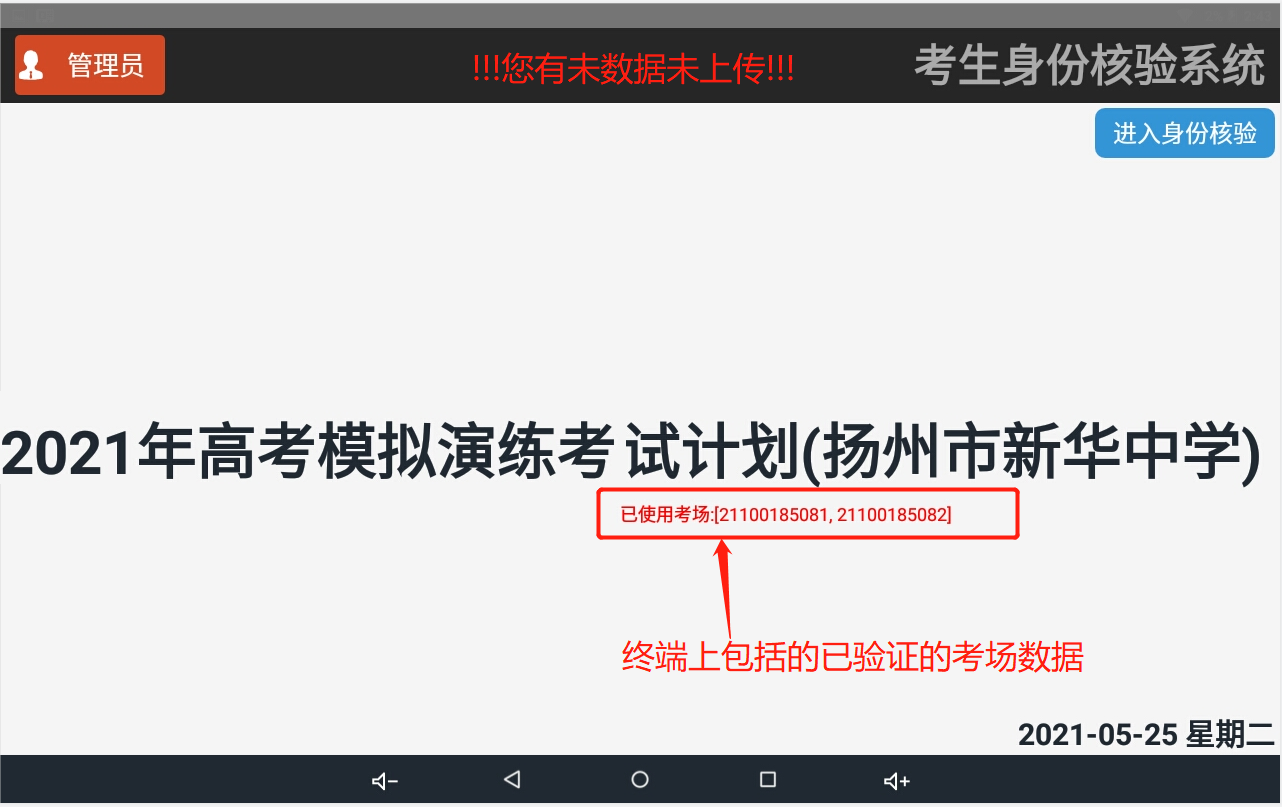 管理员
!!!您有未数据未上传!!!
考生身份核验系统
进入身份核验
2021年高考模拟演练考试计划(扬州市新华中学)
已使用考场:[21100185081, 21100185082]
终端上包括的已验证的考场数据
2021-05-25 星期二